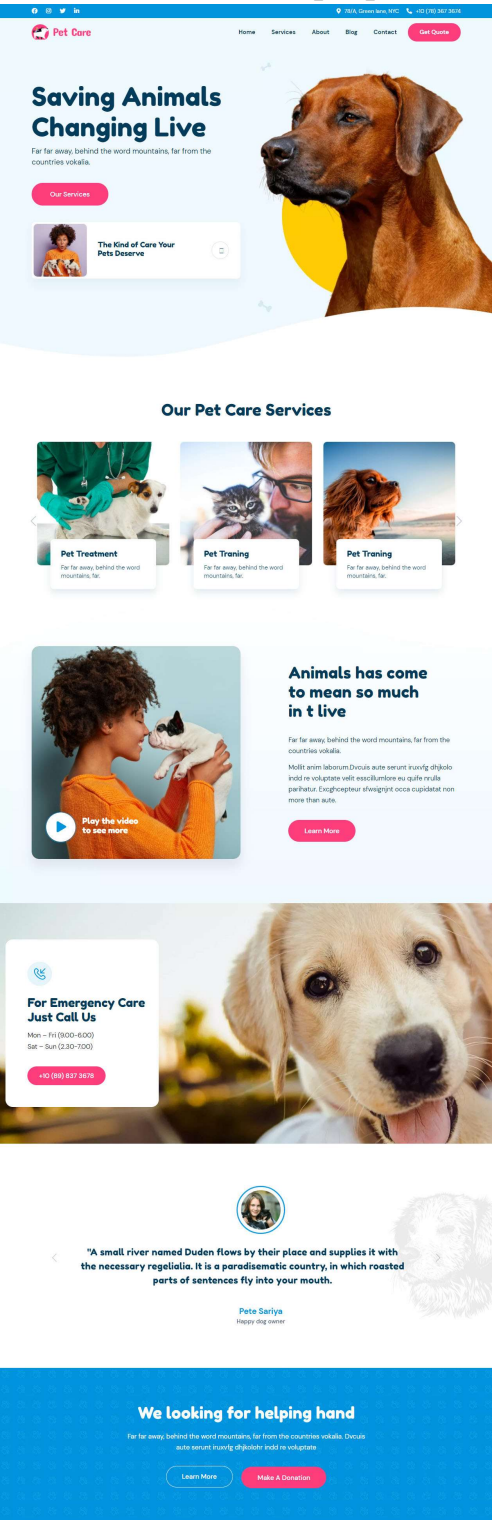 78/A, Green lane, NYC +10 (78) 367 3674
Pet Care
Home Services About Blog Contact Get Quote
Saving Animals
Changing Live
Far far away, behind the word mountains, far from the
countries vokalia.
Our Services
The Kind of Care Your
Pets Deserve
Our Pet Care Services
Pet Treatment
Far far away, behind the word
mountains, far.
Pet Traning
Far far away, behind the word
mountains, far.
Pet Traning
Far far away, behind the word
mountains, far.
Animals has come
to mean so much
in t live
Far far away, behind the word mountains, far from the
countries vokalia.
Mollit anim laborum.Dvcuis aute serunt iruxvfg dhjkolo
indd re voluptate velit esscillumlore eu quife nrulla
parihatur. Excghcepteur sfwsignjnt occa cupidatat non
more than aute.
Learn More
Play the video
to see more
For Emergency Care
Just Call Us
Mon – Fri (9.00-6.00)
Sat – Sun (2.30-7.00)
+10 (89) 837 3678
"A small river named Duden flows by their place and supplies it with
the necessary regelialia. It is a paradisematic country, in which roasted
parts of sentences fly into your mouth.
Pete Sariya
Happy dog owner
We looking for helping hand
Far far away, behind the word mountains, far from the countries vokalia. Dvcuis
aute serunt iruxvfg dhjkolohr indd re voluptate
Learn More
Make A Donation